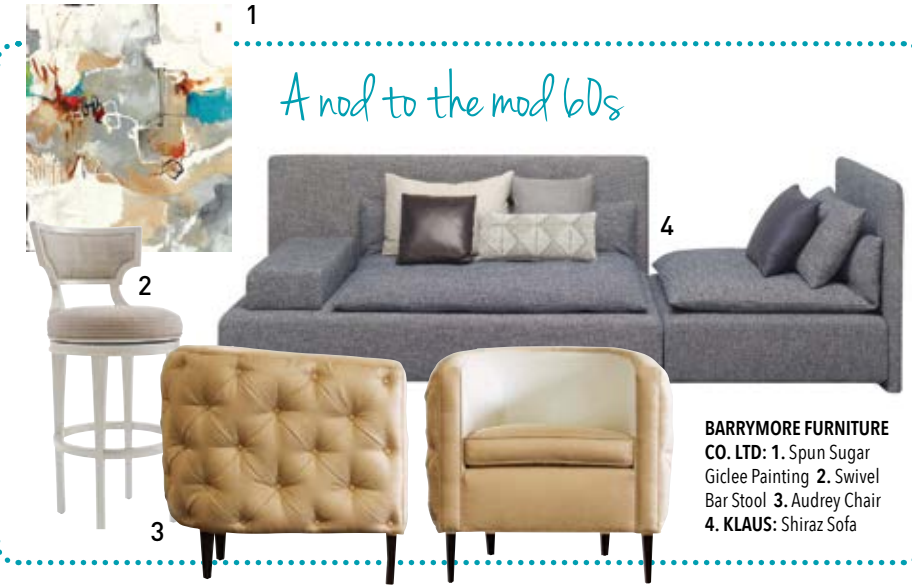 1
A nod to the mod 60s
4
2
3
BARRYMORE FURNITURE
CO. LTD: 1. Spun Sugar
Giclee Painting 2. Swivel
Bar Stool 3. Audrey Chair
4. KLAUS: Shiraz Sofa